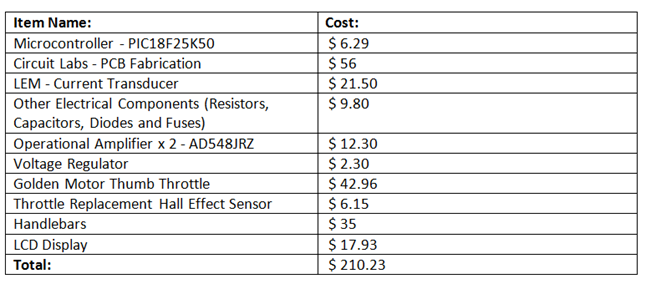 Item Name: Cost:
Microcontroller - PIC18F25K50 $ 6.29
Circuit Labs - PCB Fabrication $ 56
LEM - Current Transducer $ 21.50
Other Electrical Components (Resistors, $ 9.80
Capacitors, Diodes and Fuses)
Operational Amplifier x 2 - AD548JRZ $ 12.30
Voltage Regulator $ 2.30
Golden Motor Thumb Throttle $ 42.96
Throttle Replacement Hall Effect Sensor $ 6.15
Handlebars $ 35
LCD Display $ 17.93
Total: $ 210.23